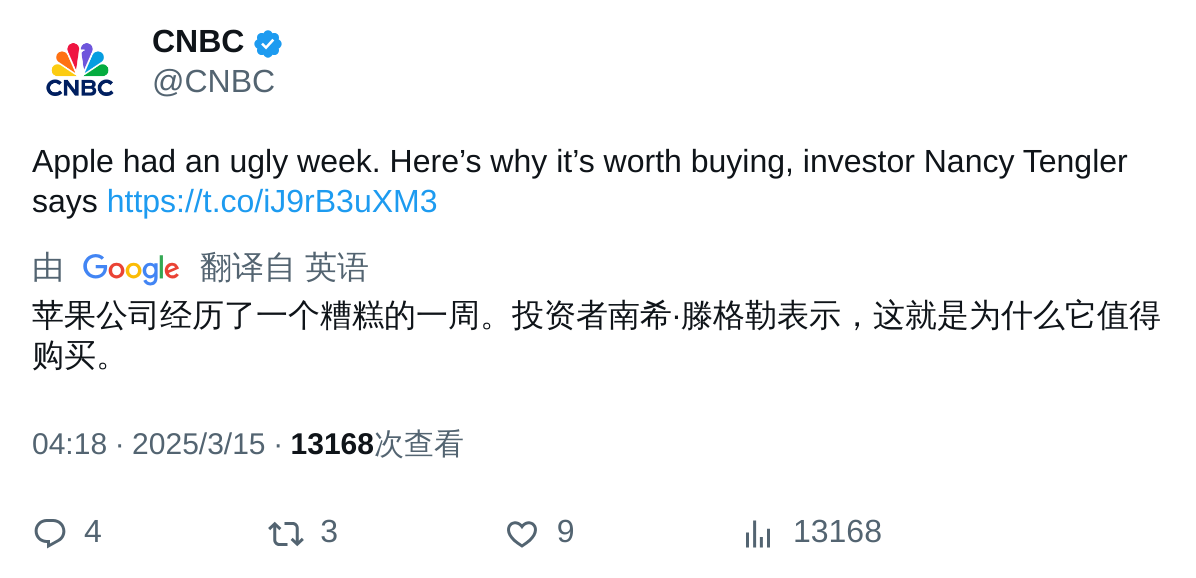 CNBC
@CNBC
CNBC
Apple had an ugly week. Here’s why it’s worth buying, investor Nancy Tengler
says https://t.co/iJ9rB3uXM3
由 Google 翻译自 英语
苹果公司经历了一个糟糕的一周。投资者南希·滕格勒表示，这就是为什么它值得
购买。
04:18 · 2025/3/15 · 13168次查看
4 3 9 13168